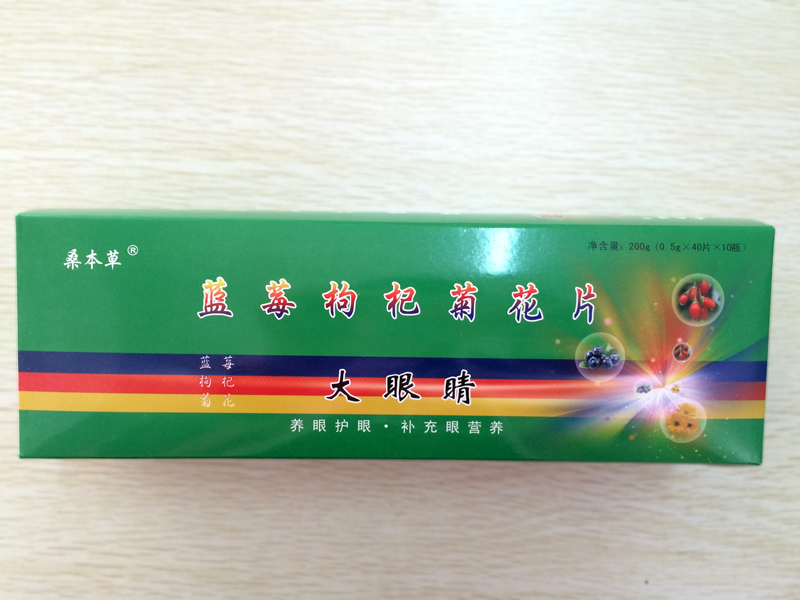 桑本草®
净含量：200g（0.5g×40片×10瓶）
蓝莓枸杞菊花片
蓝莓
枸杞
菊花
大眼睛
养眼护眼·补充眼营养